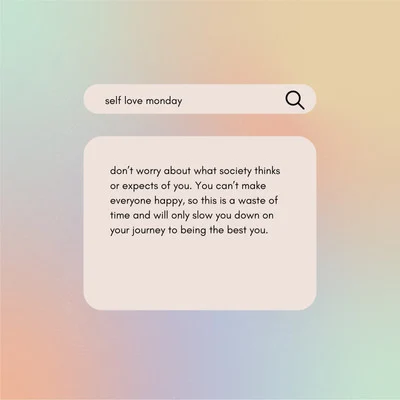 self love monday
don't worry about what society thinks
or expects of you. You can't make
everyone happy, so this is a waste of
time and will only slow you down on
your journey to being the best you.